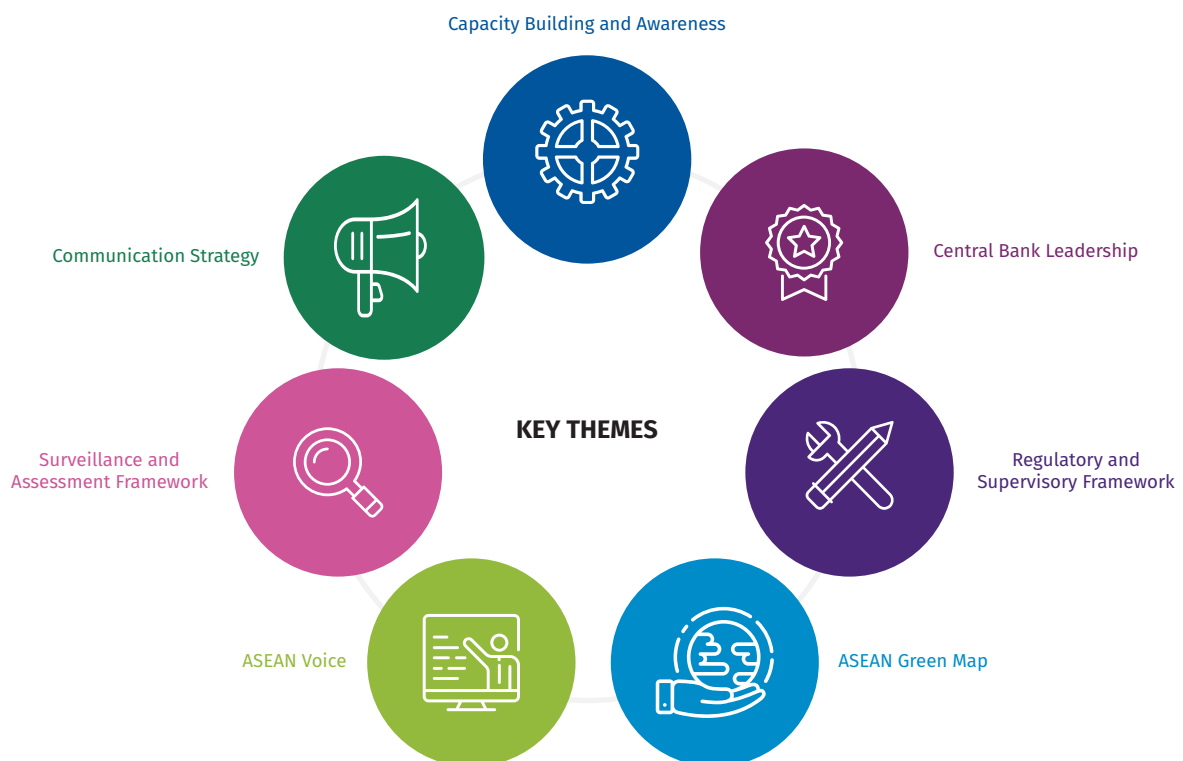 Capacity Building and Awareness
Communication Strategy
Central Bank Leadership
KEY THEMES
Surveillance and
Assessment Framework
Regulatory and
Supervisory Framework
ASEAN Voice
ASEAN Green Map